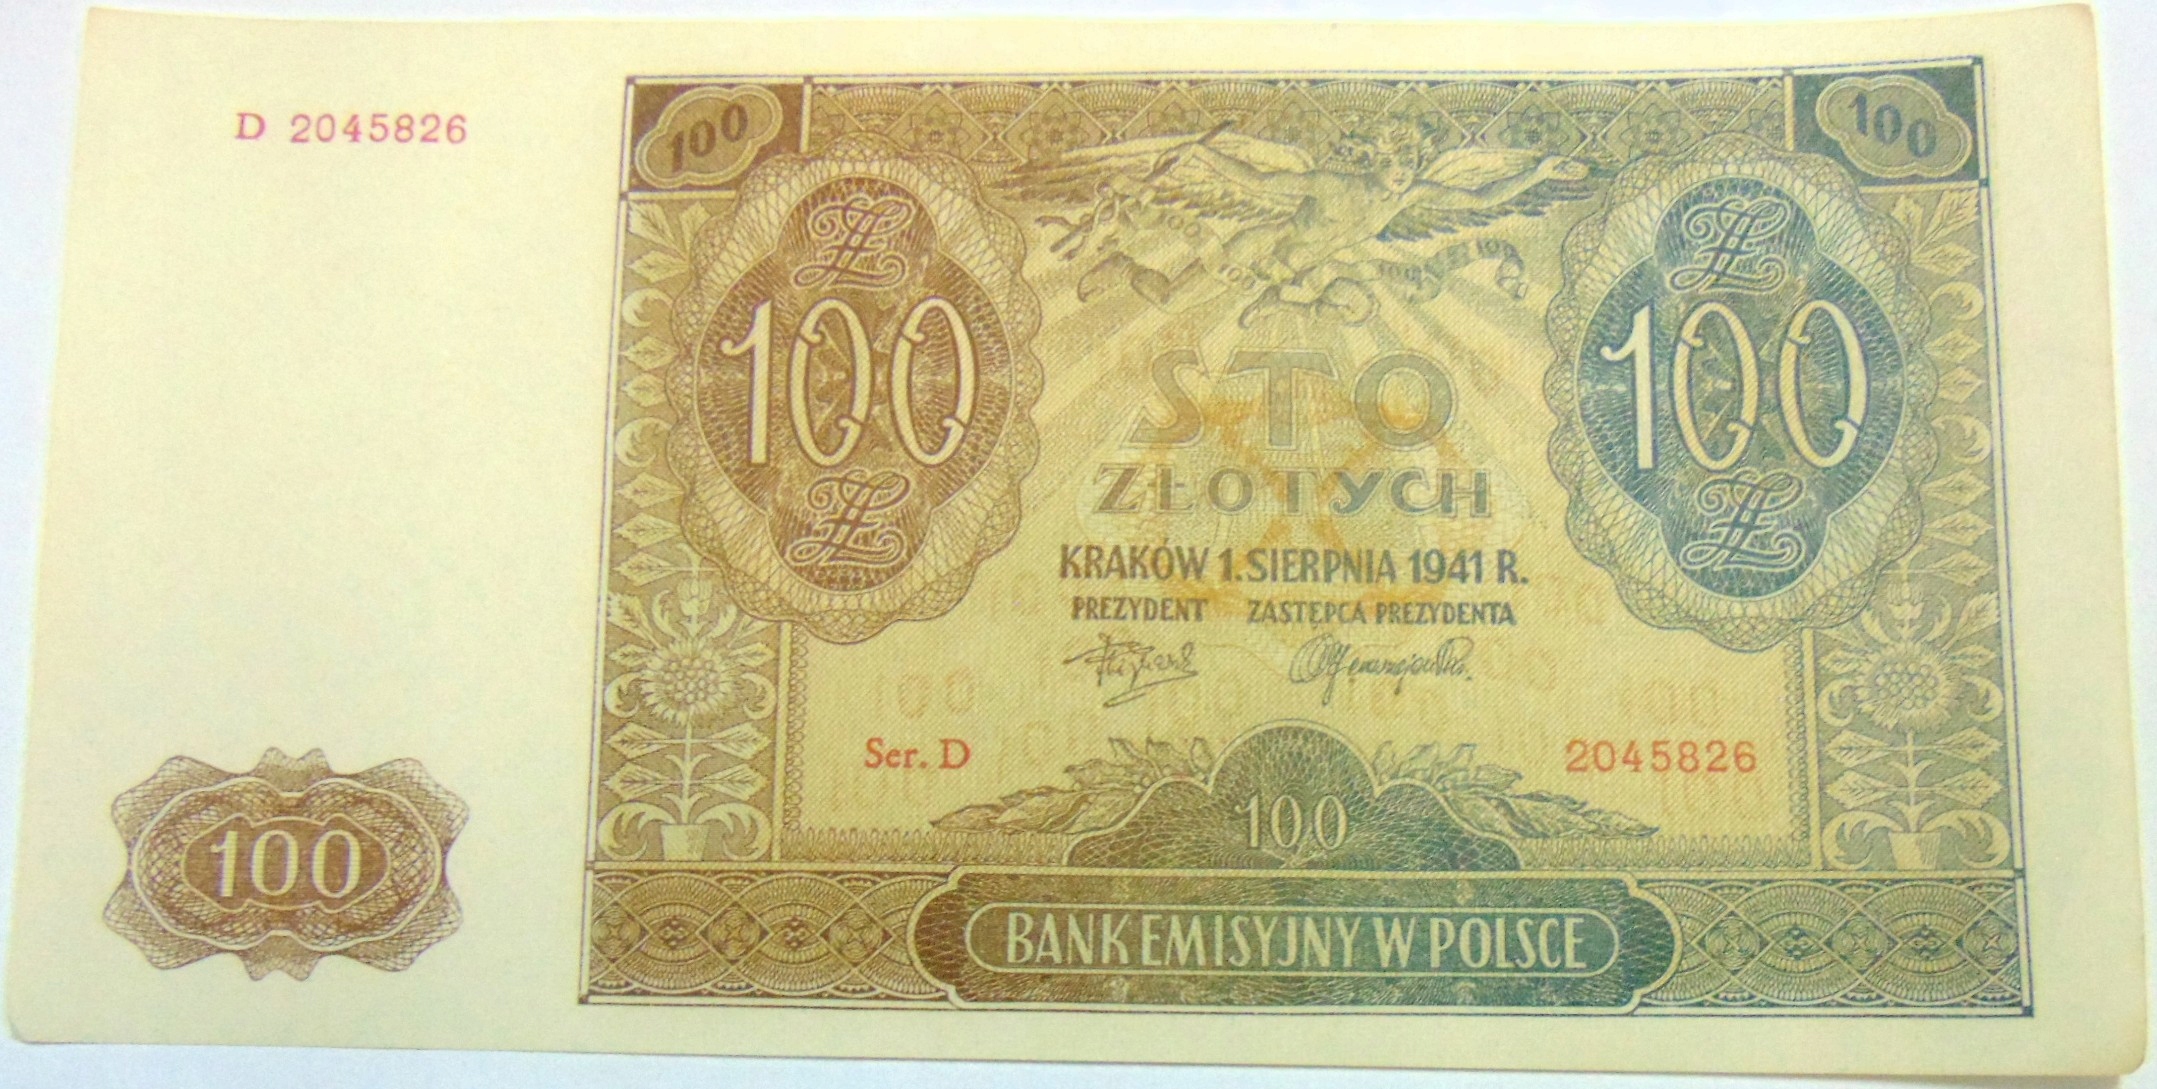 D 2045826
100
100
100
100
STO
ZŁOTYCH
KRAKÓW 1. SIERPNIA 1941 R.
PREZYDENT ZASTĘPCA PREZYDENTA
Ser. D
2045826
100
100
BANK EMISYJNY W POLSCE